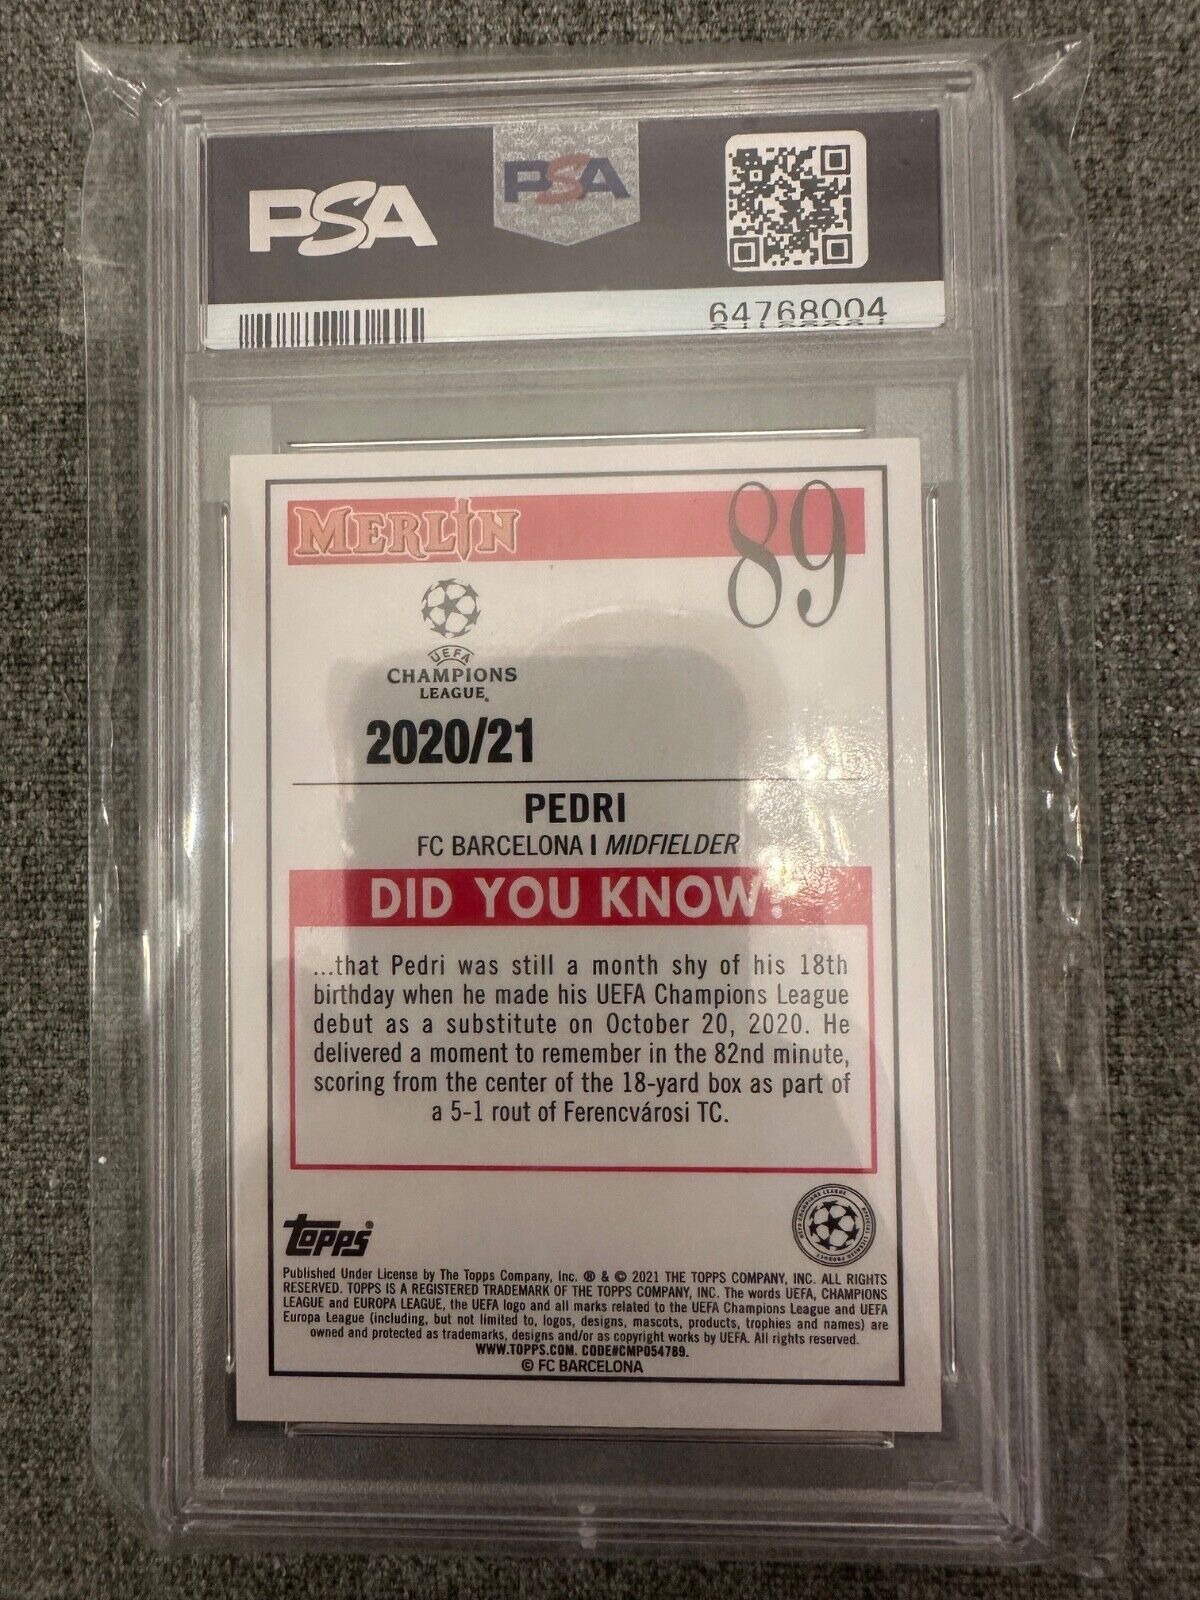 PSA
PSA
64768004
MERLIN
89
UEFA
CHAMPIONS
LEAGUE
2020/21
PEDRI
FC BARCELONA | MIDFIELDER
DID YOU KNOW?
...that Pedri was still a month shy of his 18th
birthday when he made his UEFA Champions League
debut as a substitute on October 20, 2020. He
delivered a moment to remember in the 82nd minute,
scoring from the center of the 18-yard box as part of
a 5-1 rout of Ferencvárosi TC.
topps
UEFA CHAMPIONS LEAGUE OFFICIAL LICENSED PRODUCT
Published Under License by The Topps Company, Inc. ® & © 2021 THE TOPPS COMPANY, INC. ALL RIGHTS
RESERVED. TOPPS IS A REGISTERED TRADEMARK OF THE TOPPS COMPANY, INC. The words UEFA, CHAMPIONS
LEAGUE and EUROPA LEAGUE, the UEFA logo and all marks related to the UEFA Champions League and UEFA
Europa League (including, but not limited to, logos, designs, mascots, products, trophies and names) are
owned and protected as trademarks, designs and/or as copyright works by UEFA. All rights reserved.
WWW.TOPPS.COM. CODE#CMP054789.
© FC BARCELONA